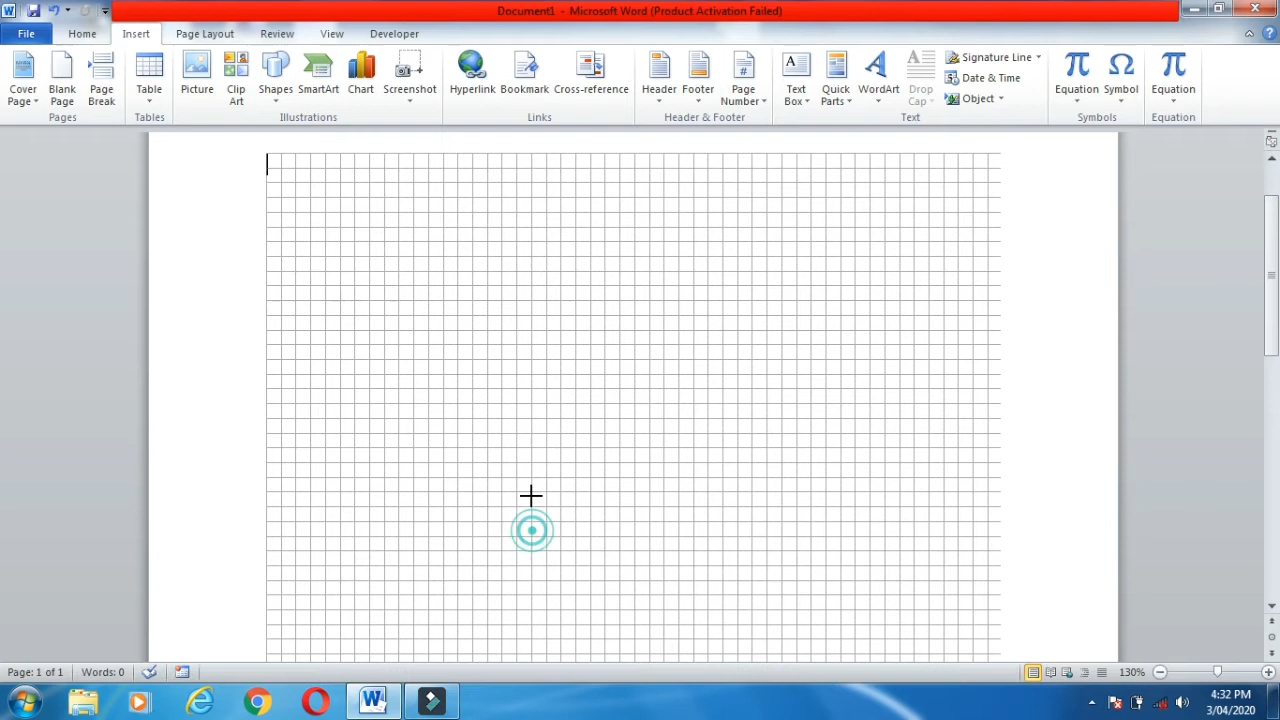 Document1 - Microsoft Word (Product Activation Failed)
File Home Insert Page Layout Review View Developer
Cover Page Blank Page Page Break Table Picture Clip Art Shapes SmartArt Chart Screenshot Hyperlink Bookmark Cross-reference Header Footer Page Number Text Box Quick Parts WordArt Drop Cap Equation Symbol Equation
Signature Line
Date & Time
Object
Pages Tables Illustrations Links Header & Footer Text Symbols Equation
Page: 1 of 1 Words: 0 130%
4:32 PM
3/04/2020